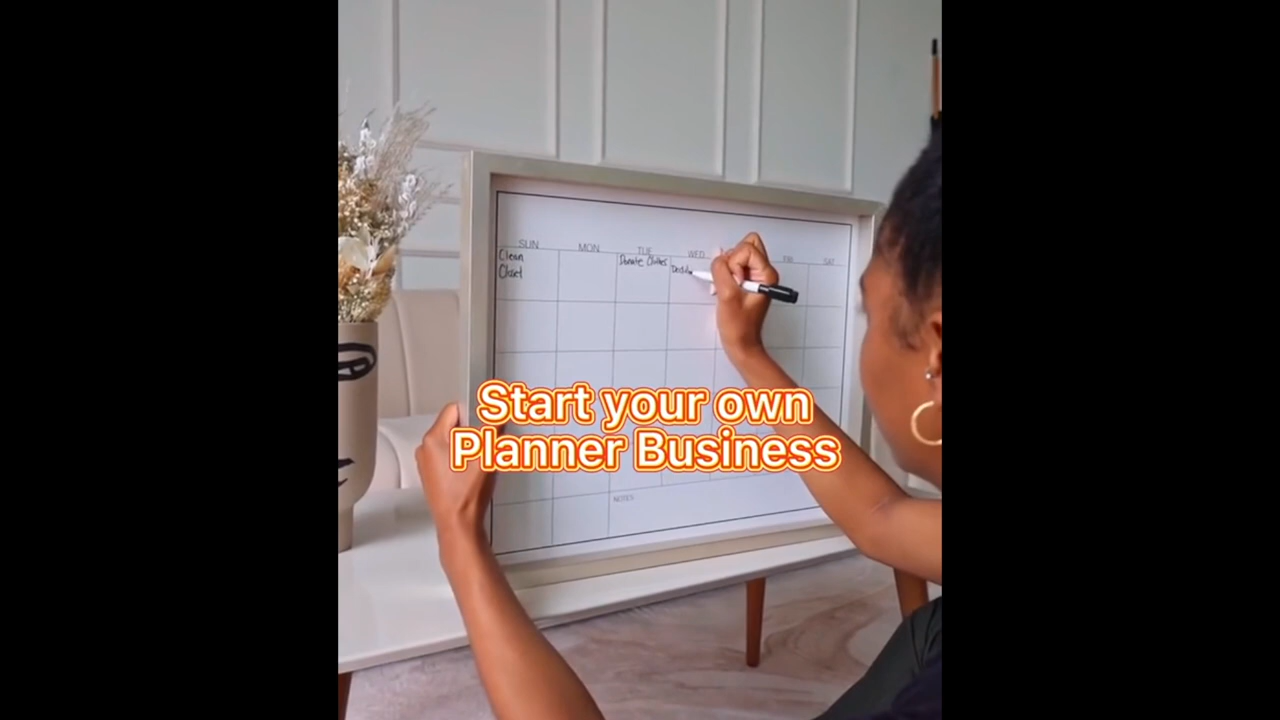 SUN MON TUE WED FRI SAT
Clean
Closet
Donate Clothes
Start your own
Planner Business
NOTES